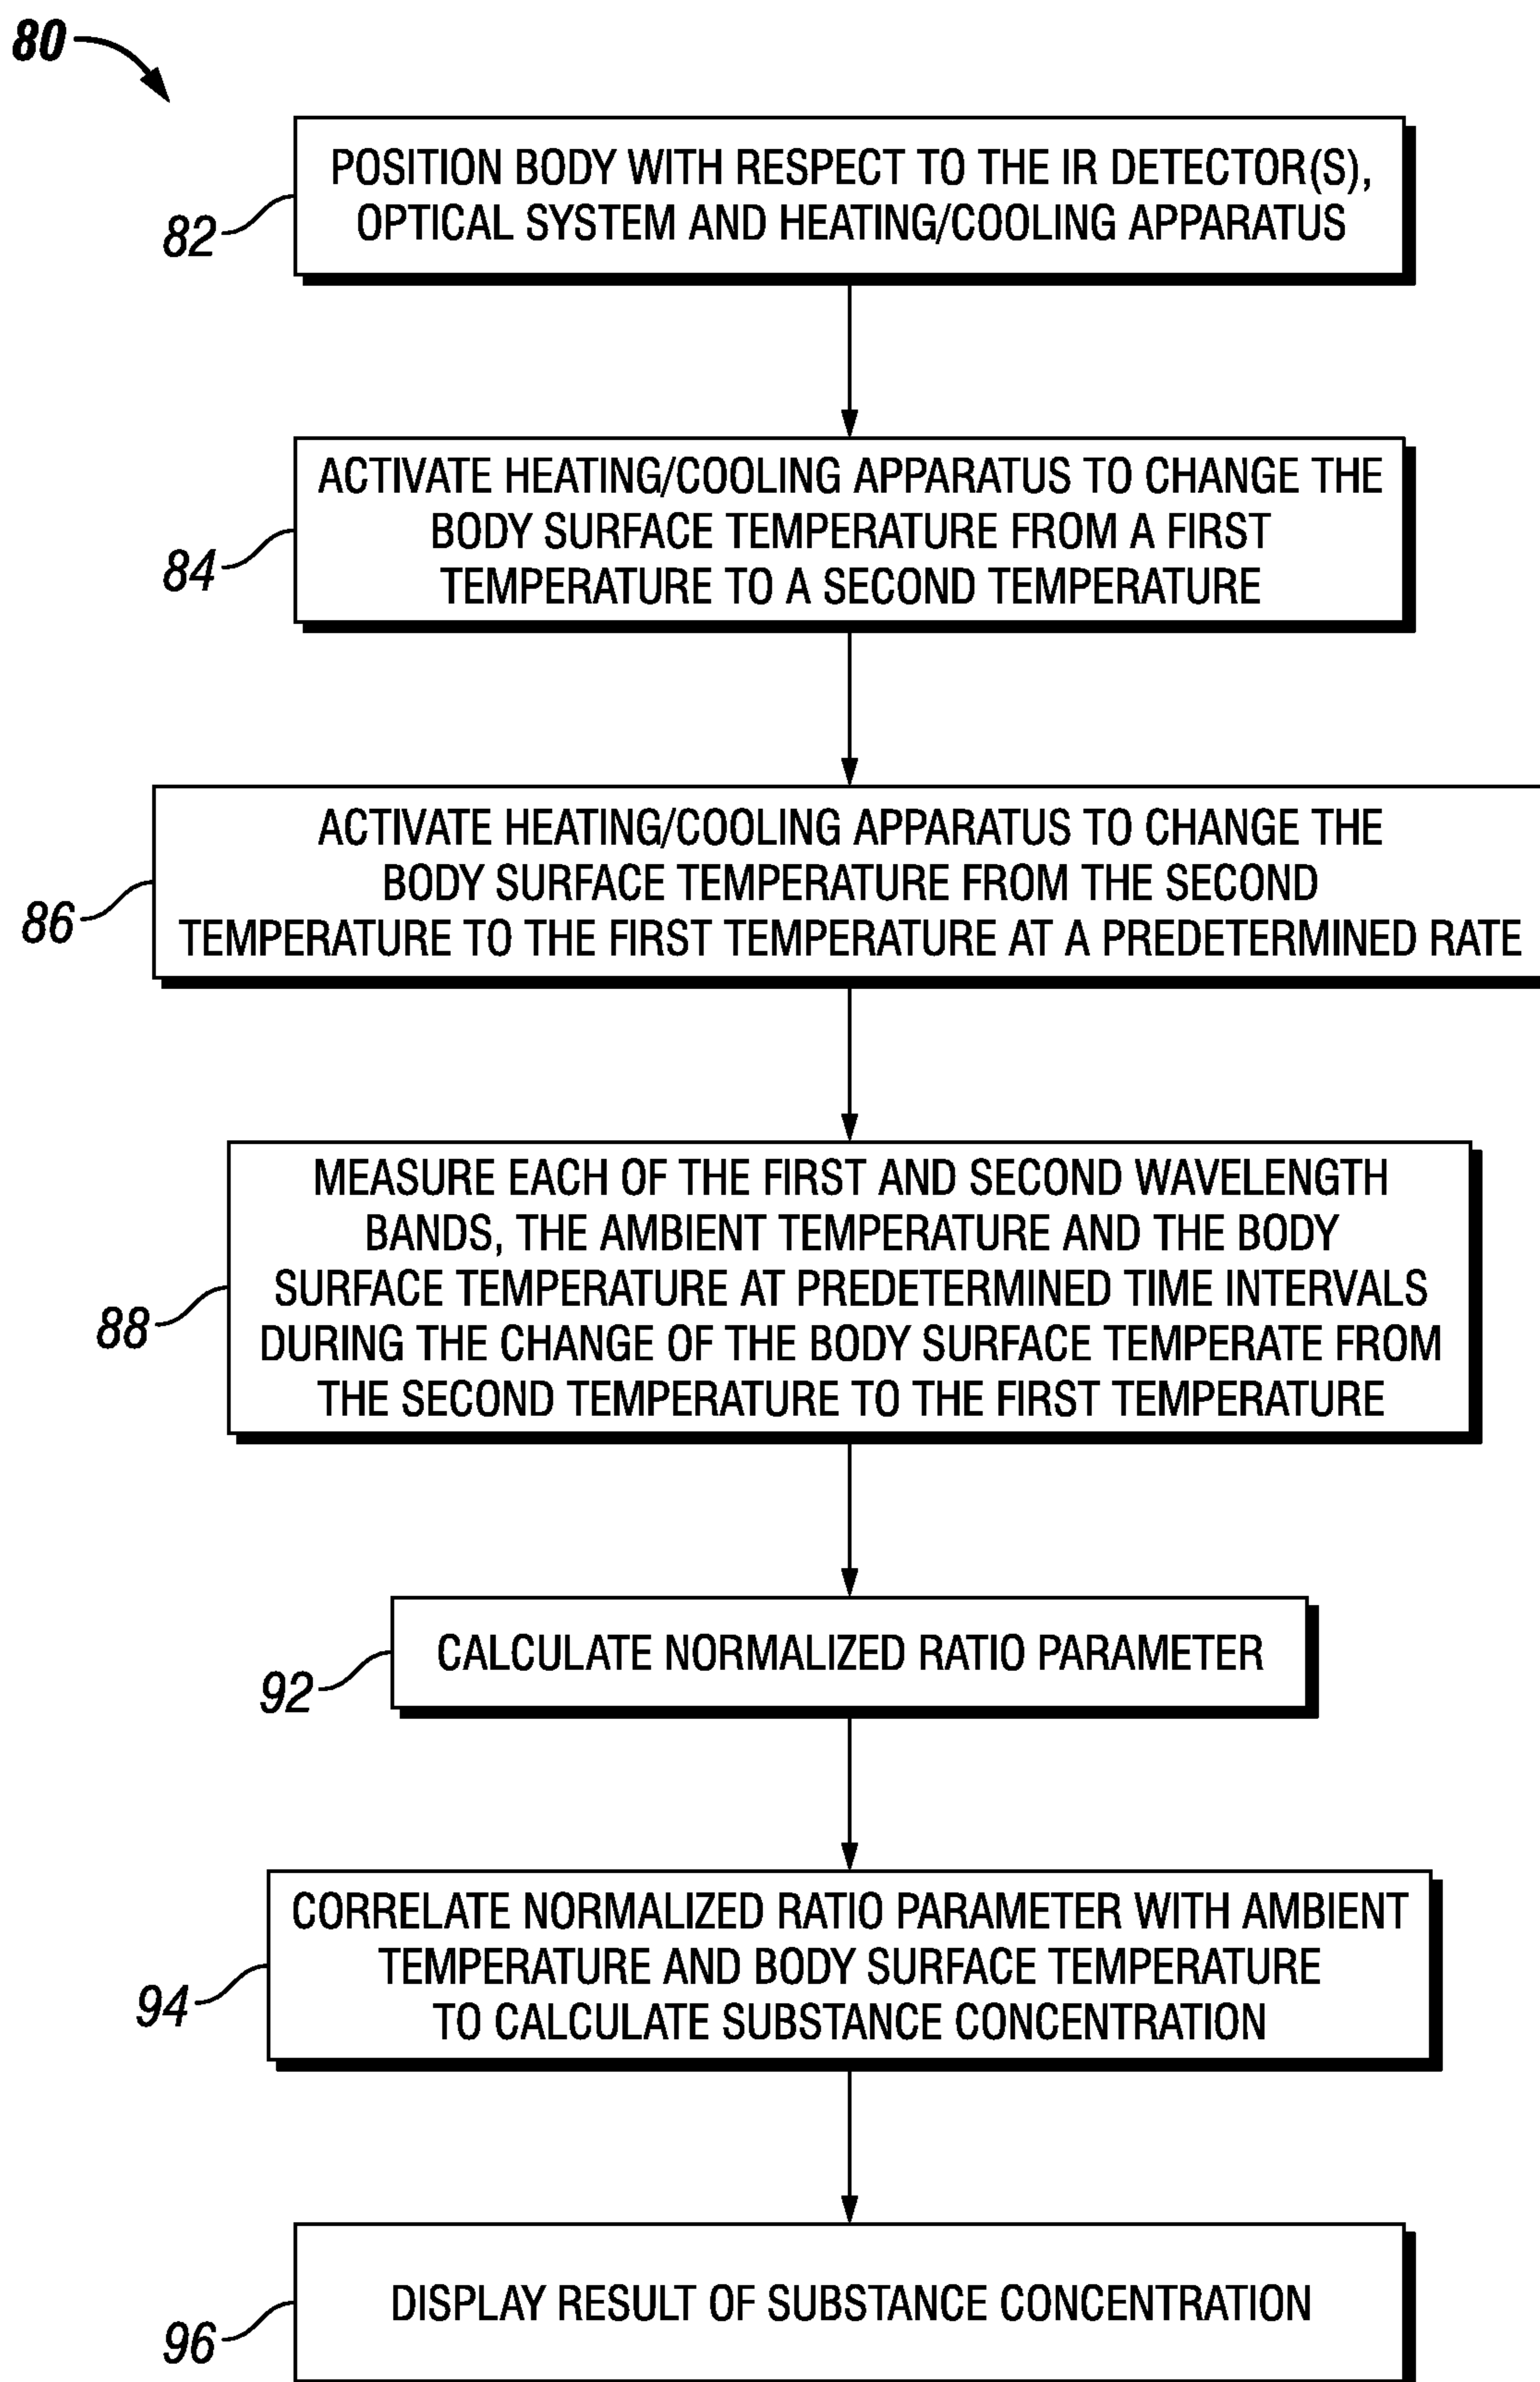 80
POSITION BODY WITH RESPECT TO THE IR DETECTOR(S),
OPTICAL SYSTEM AND HEATING/COOLING APPARATUS
82
ACTIVATE HEATING/COOLING APPARATUS TO CHANGE THE
BODY SURFACE TEMPERATURE FROM A FIRST
TEMPERATURE TO A SECOND TEMPERATURE
84
ACTIVATE HEATING/COOLING APPARATUS TO CHANGE THE
BODY SURFACE TEMPERATURE FROM THE SECOND
TEMPERATURE TO THE FIRST TEMPERATURE AT A PREDETERMINED RATE
86
MEASURE EACH OF THE FIRST AND SECOND WAVELENGTH
BANDS, THE AMBIENT TEMPERATURE AND THE BODY
SURFACE TEMPERATURE AT PREDETERMINED TIME INTERVALS
DURING THE CHANGE OF THE BODY SURFACE TEMPERATE FROM
THE SECOND TEMPERATURE TO THE FIRST TEMPERATURE
88
CALCULATE NORMALIZED RATIO PARAMETER
92
CORRELATE NORMALIZED RATIO PARAMETER WITH AMBIENT
TEMPERATURE AND BODY SURFACE TEMPERATURE
TO CALCULATE SUBSTANCE CONCENTRATION
94
DISPLAY RESULT OF SUBSTANCE CONCENTRATION
96